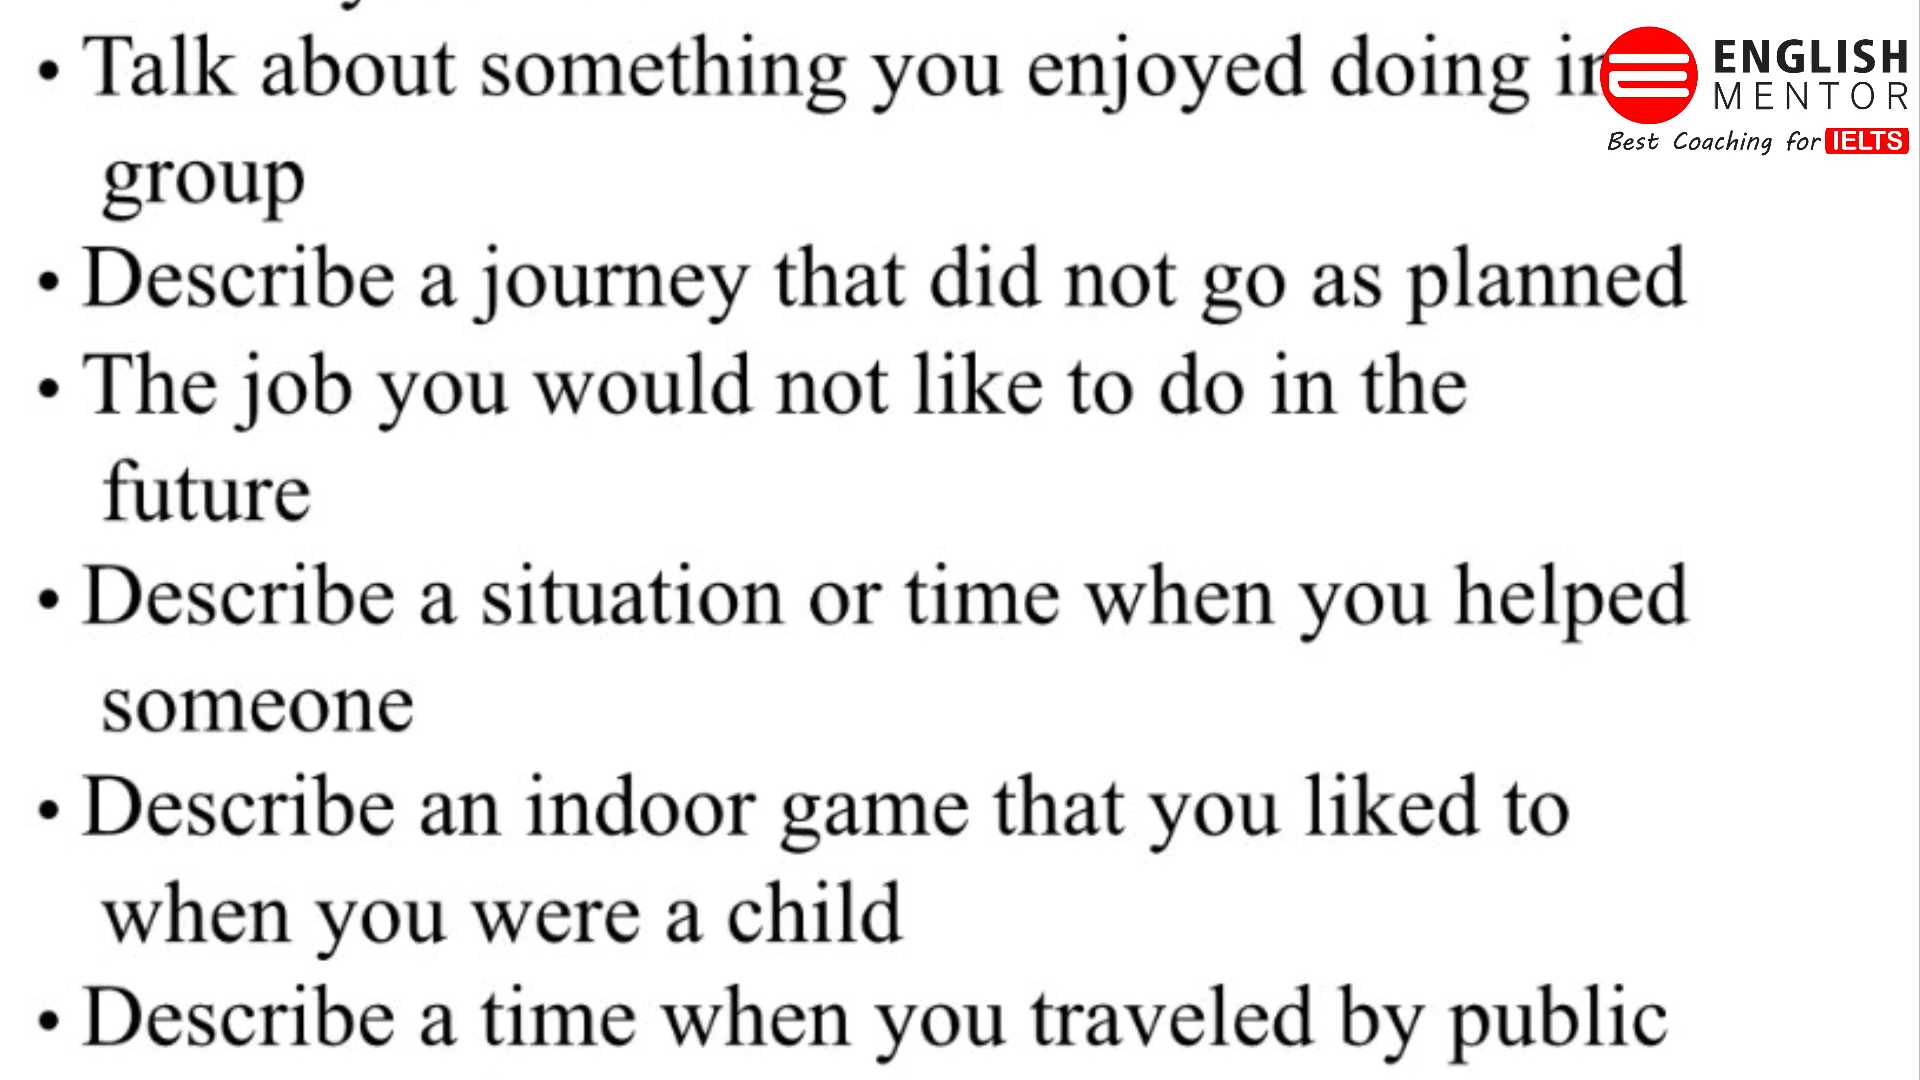 • Talk about something you enjoyed doing in
group
• Describe a journey that did not go as planned
• The job you would not like to do in the
future
• Describe a situation or time when you helped
someone
• Describe an indoor game that you liked to
when you were a child
• Describe a time when you traveled by public
ENGLISH
MENTOR
Best Coaching for IELTS